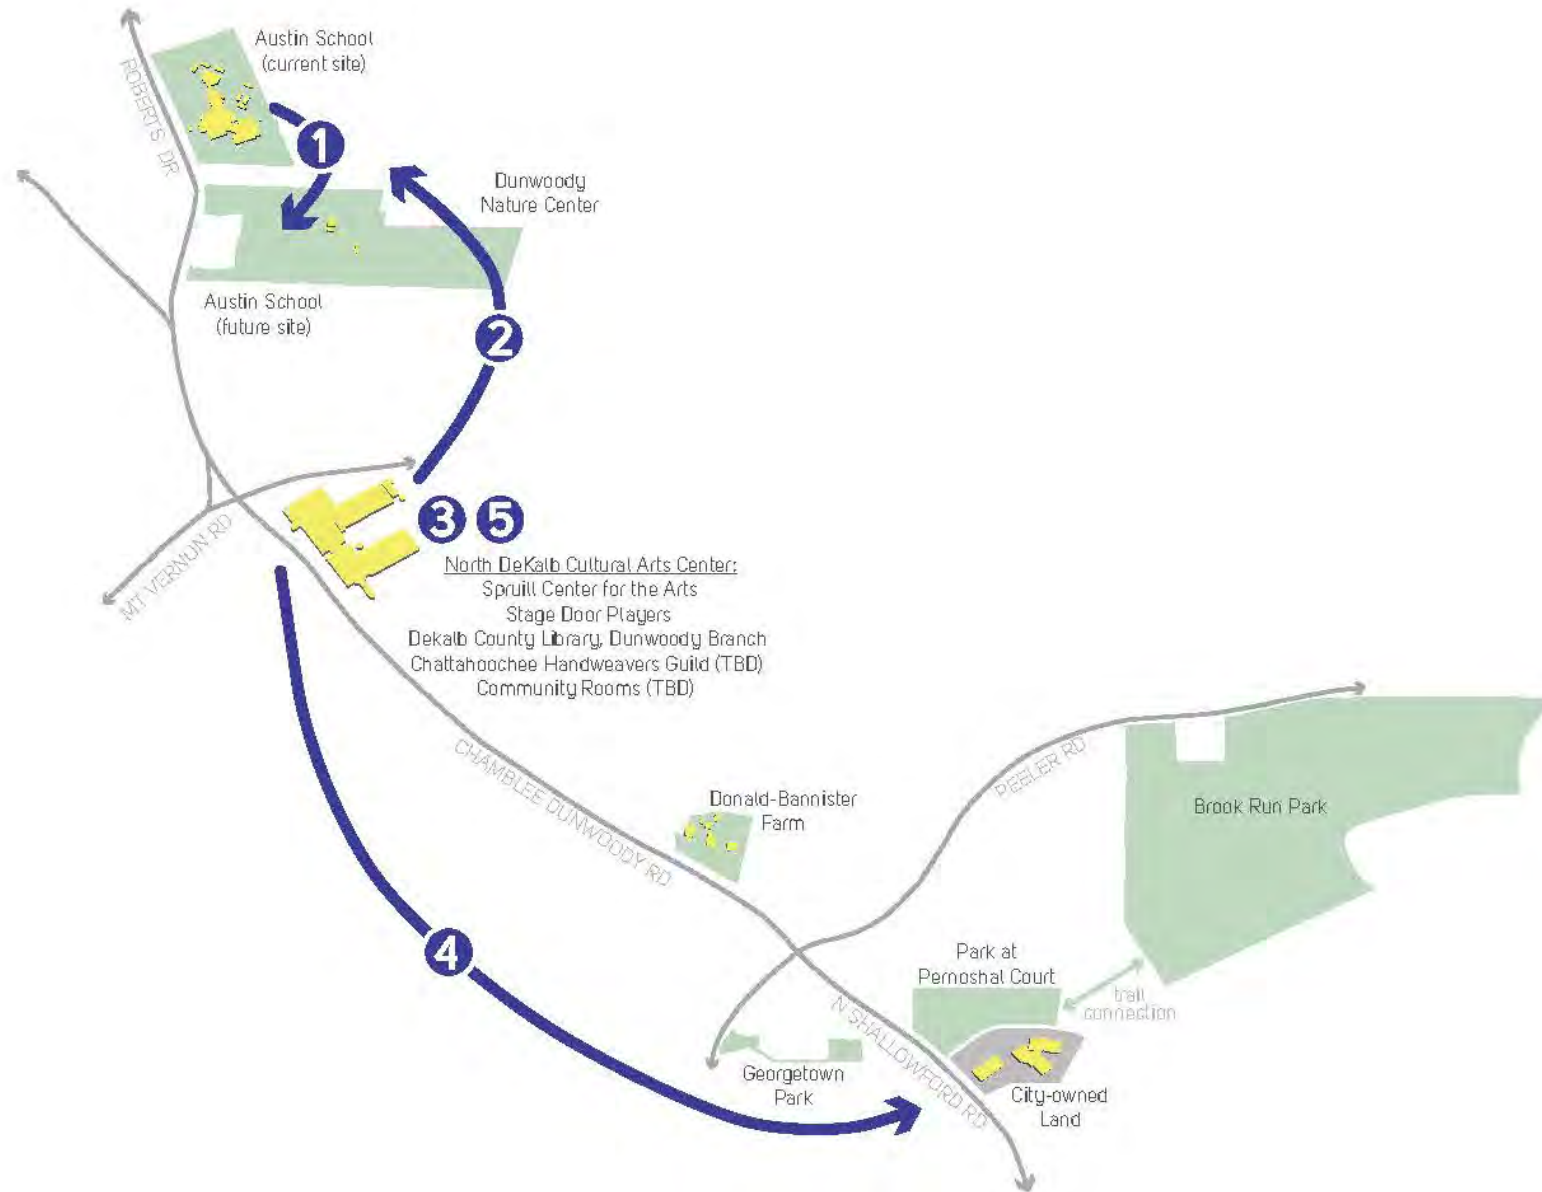 Austin School
(current site)
ROBERTS DR
1
Dunwoody
Nature Center
Austin School
(future site)
2
3 5
MT VERNON RD
North DeKalb Cultural Arts Center:
Spruill Center for the Arts
Stage Door Players
Dekalb County Library, Dunwoody Branch
Chattahoochee Handweavers Guild (TBD)
Community Rooms (TBD)
CHAMBLEE DUNWOODY RD
PEELER RD
Donald-Bannister
Farm
Brook Run Park
4
Park at
Pernoshal Court
trail
connection
N SHALLOWFORD RD
Georgetown
Park
City-owned
Land